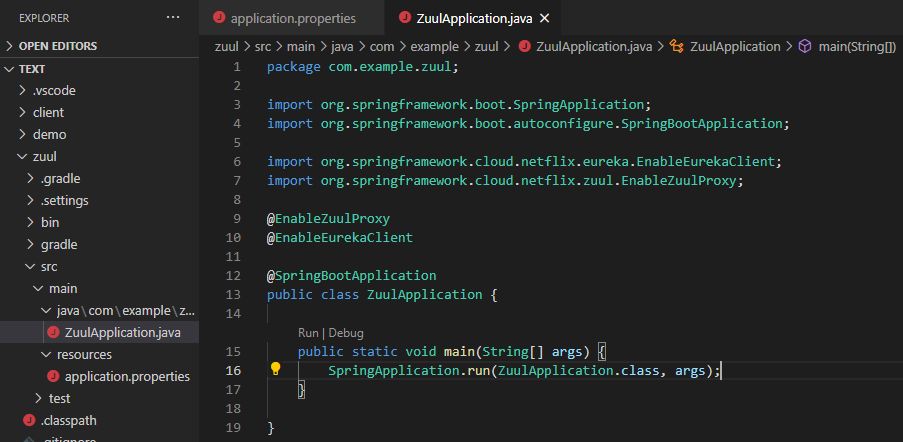 EXPLORER
OPEN EDITORS
TEXT
.vscode
client
demo
zuul
.gradle
.settings
bin
gradle
src
main
java\com\example\z...
ZuulApplication.java
resources
application.properties
test
.classpath
.gitignore
application.properties
ZuulApplication.java
zuul > src > main > java > com > example > zuul > ZuulApplication.java > ZuulApplication > main(String[])
1 package com.example.zuul;
2
3 import org.springframework.boot.SpringApplication;
4 import org.springframework.boot.autoconfigure.SpringBootApplication;
5
6 import org.springframework.cloud.netflix.eureka.EnableEurekaClient;
7 import org.springframework.cloud.netflix.zuul.EnableZuulProxy;
8
9 @EnableZuulProxy
10 @EnableEurekaClient
11
12 @SpringBootApplication
13 public class ZuulApplication {
14
Run | Debug
15 public static void main(String[] args) {
16 SpringApplication.run(ZuulApplication.class, args);
17 }
18
19 }